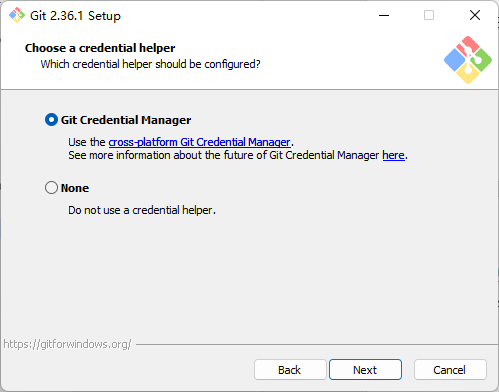 Git 2.36.1 Setup
Choose a credential helper
Which credential helper should be configured?
Git Credential Manager
Use the cross-platform Git Credential Manager.
See more information about the future of Git Credential Manager here.
None
Do not use a credential helper.
https://gitforwindows.org/
Back Next Cancel